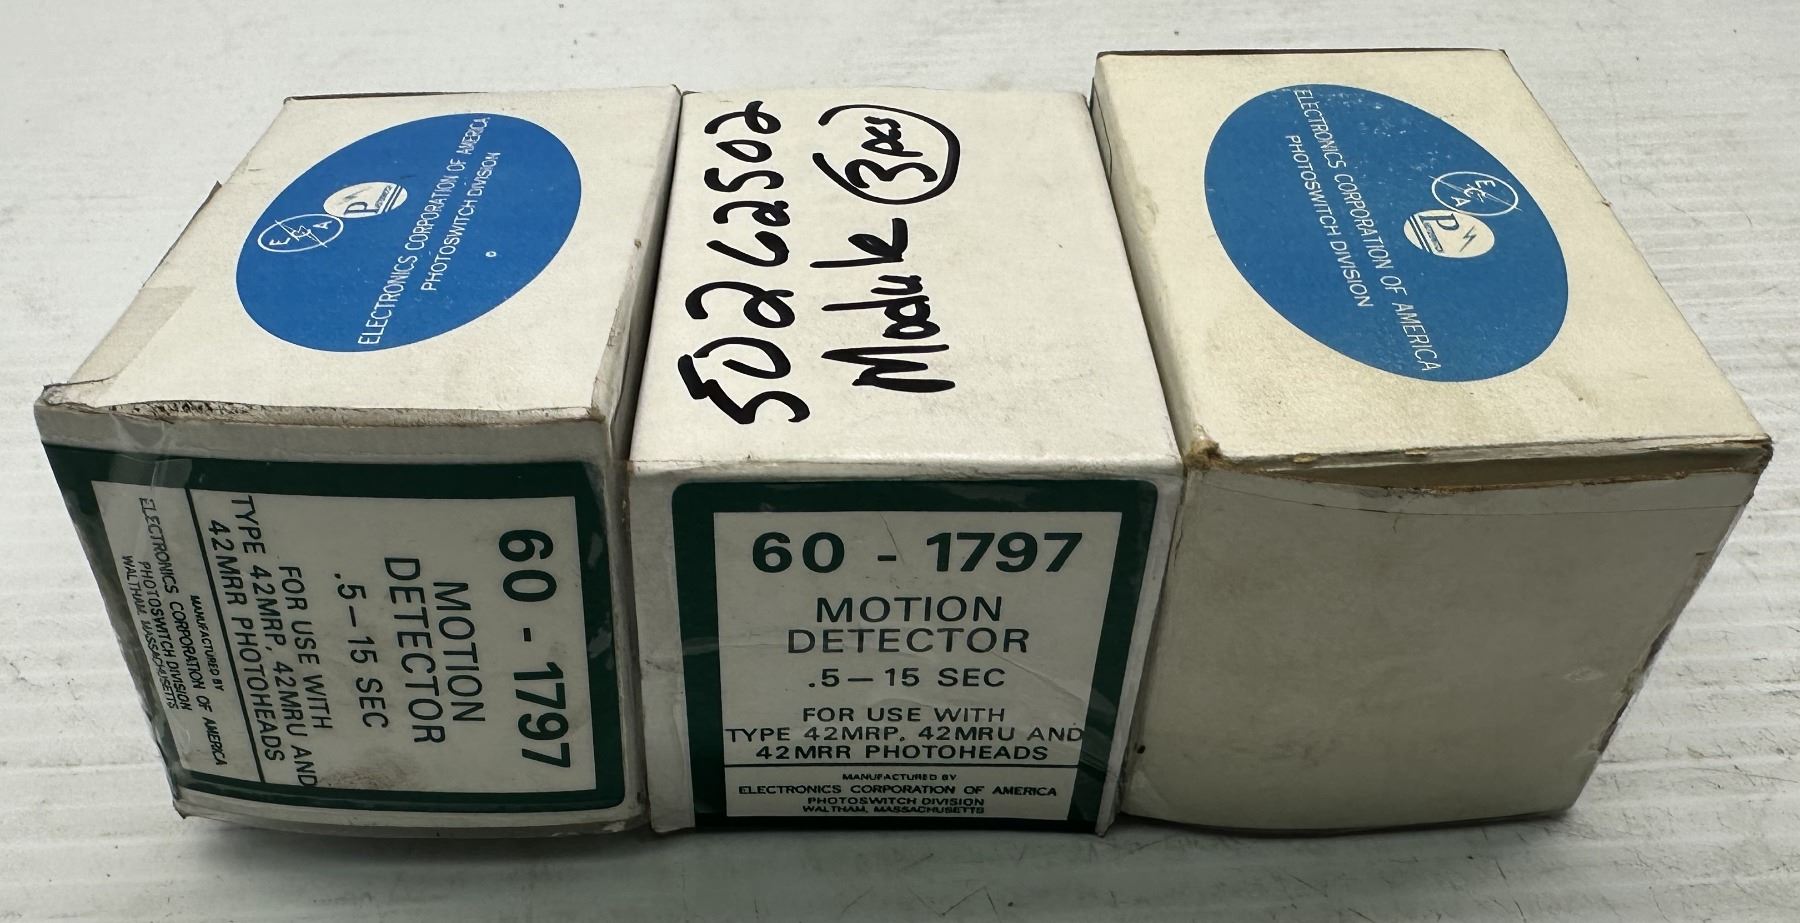 ELECTRONICS CORPORATION OF AMERICA
PHOTOSWITCH DIVISION
E C A
P
60 - 1797
MOTION
DETECTOR
.5-15 SEC
FOR USE WITH
TYPE 42MRP, 42MRU AND
42MRR PHOTOHEADS
MANUFACTURED BY
ELECTRONICS CORPORATION OF AMERICA
PHOTOSWITCH DIVISION
WALTHAM, MASSACHUSETTS
50262502
Module 3pcs
60 - 1797
MOTION
DETECTOR
.5-15 SEC
FOR USE WITH
TYPE 42MRP, 42MRU AND
42MRR PHOTOHEADS
MANUFACTURED BY
ELECTRONICS CORPORATION OF AMERICA
PHOTOSWITCH DIVISION
WALTHAM, MASSACHUSETTS
ELECTRONICS CORPORATION OF AMERICA
PHOTOSWITCH DIVISION
E C A
P